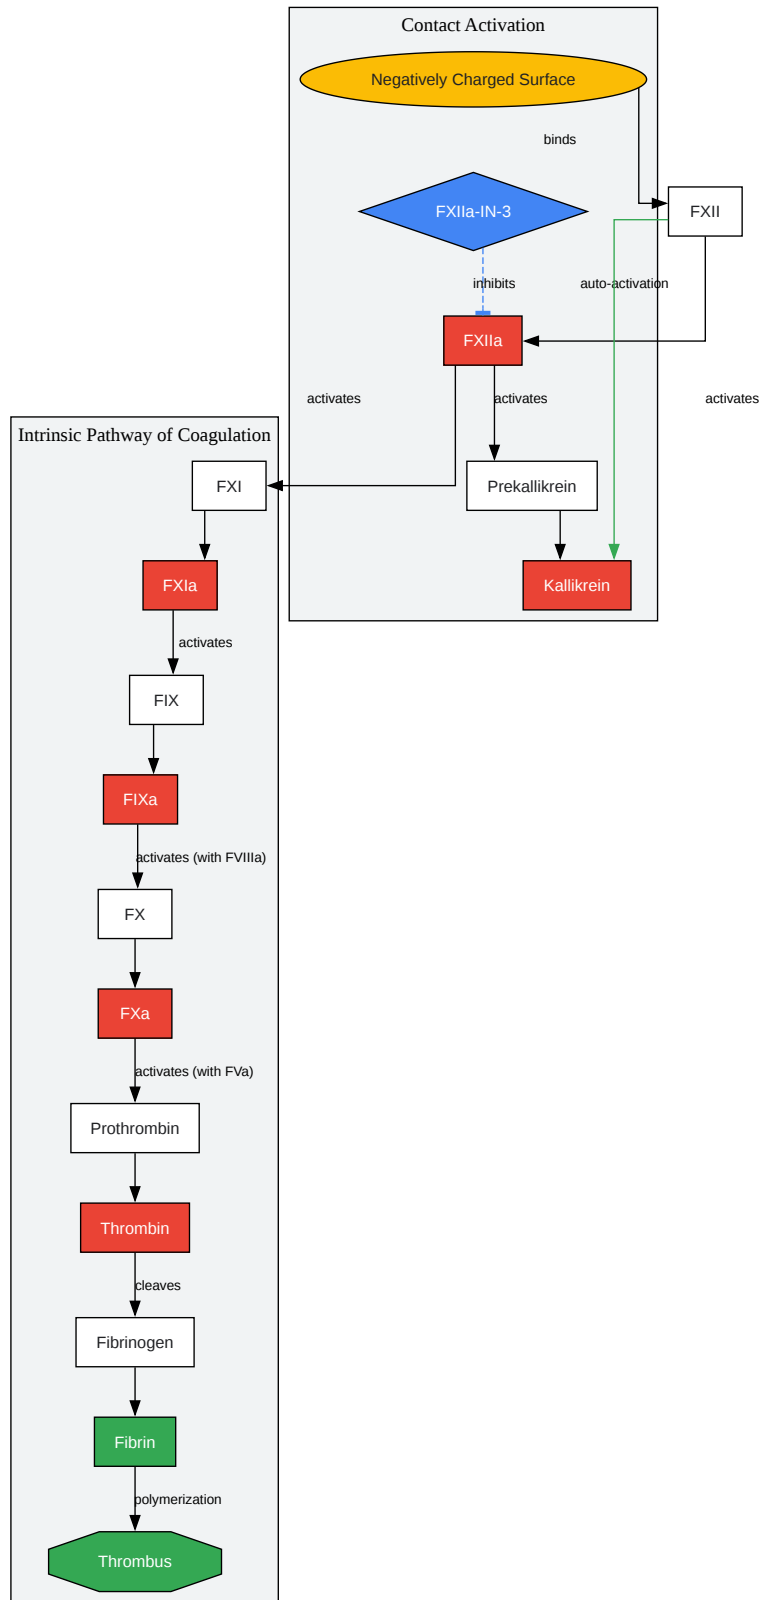 Contact Activation
Negatively Charged Surface
binds
FXIIa-IN-3
FXII
inhibits
auto-activation
FXIIa
activates
activates
activates
Intrinsic Pathway of Coagulation
FXI
Prekallikrein
FXIa
Kallikrein
activates
FIX
FIXa
activates (with FVIIIa)
FX
FXa
activates (with FVa)
Prothrombin
Thrombin
cleaves
Fibrinogen
Fibrin
polymerization
Thrombus